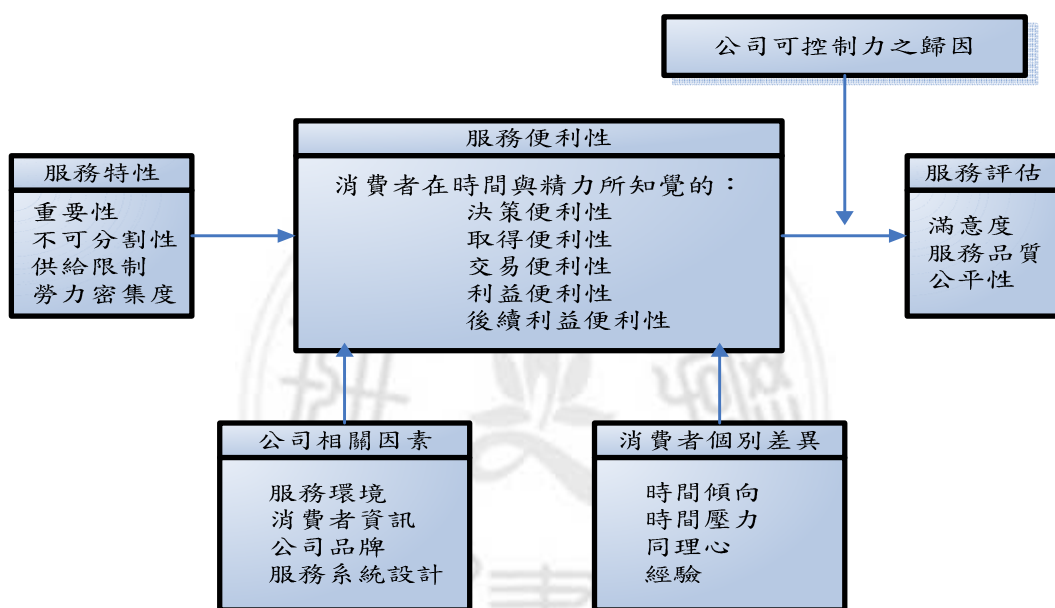 公司可控制力之歸因
服務便利性
消費者在時間與精力所知覺的：
決策便利性
取得便利性
交易便利性
利益便利性
後續利益便利性
服務特性
重要性
不可分割性
供給限制
勞力密集度
服務評估
滿意度
服務品質
公平性
公司相關因素
服務環境
消費者資訊
公司品牌
服務系統設計
消費者個別差異
時間傾向
時間壓力
同理心
經驗